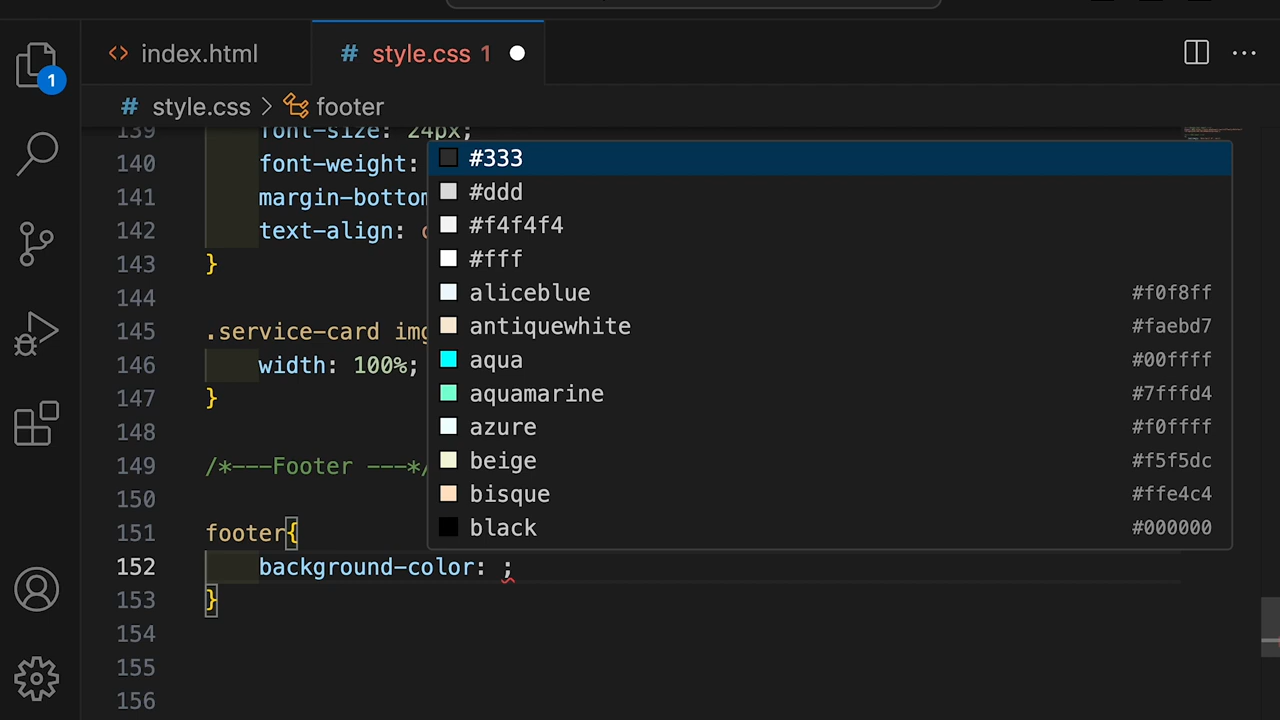 1
index.html
# style.css 1
# style.css > footer
139 font-size: 24px;
140 font-weight:
141 margin-bottom
142 text-align: c
143 }
144
145 .service-card img
146 width: 100%;
147 }
148
149 /*---Footer ---*/
150
151 footer{
152 background-color: ;
153 }
154
155
156
#333
#ddd
#f4f4f4
#fff
aliceblue #f0f8ff
antiquewhite #faebd7
aqua #00ffff
aquamarine #7fffd4
azure #f0ffff
beige #f5f5dc
bisque #ffe4c4
black #000000